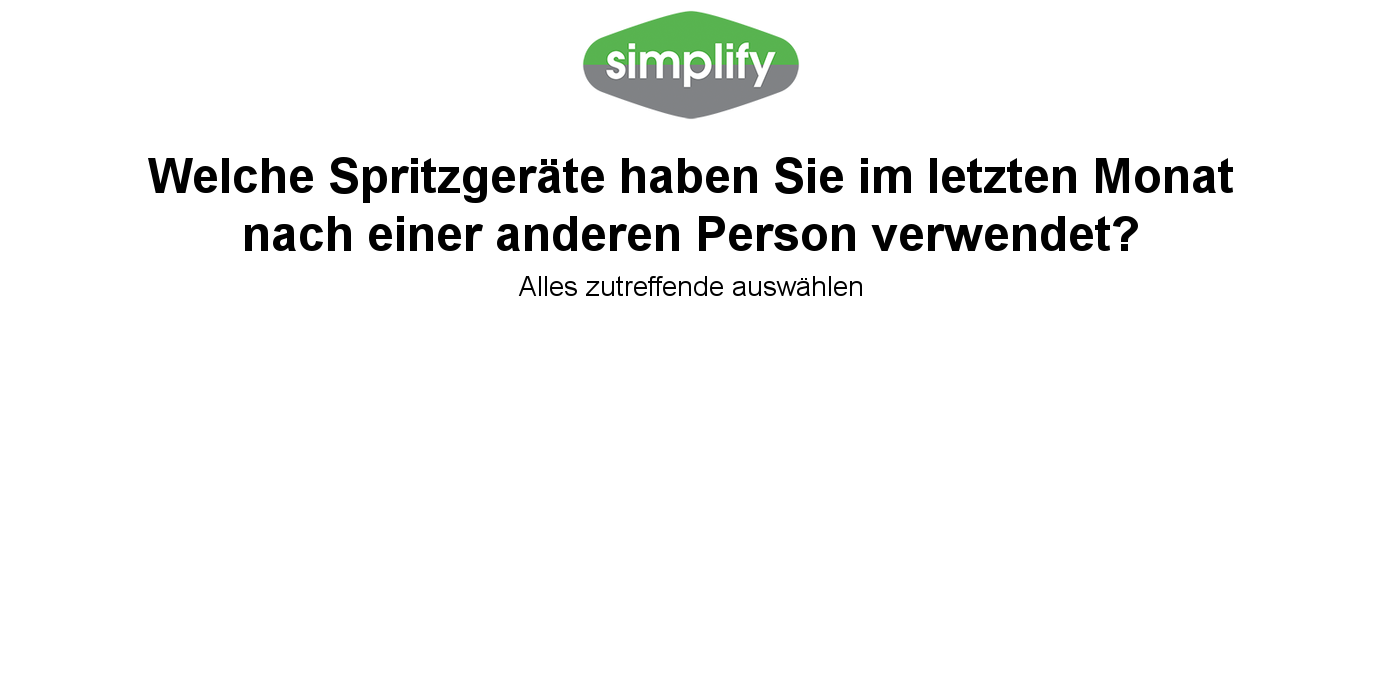 simplify
Welche Spritzgeräte haben Sie im letzten Monat
nach einer anderen Person verwendet?
Alles zutreffende auswählen